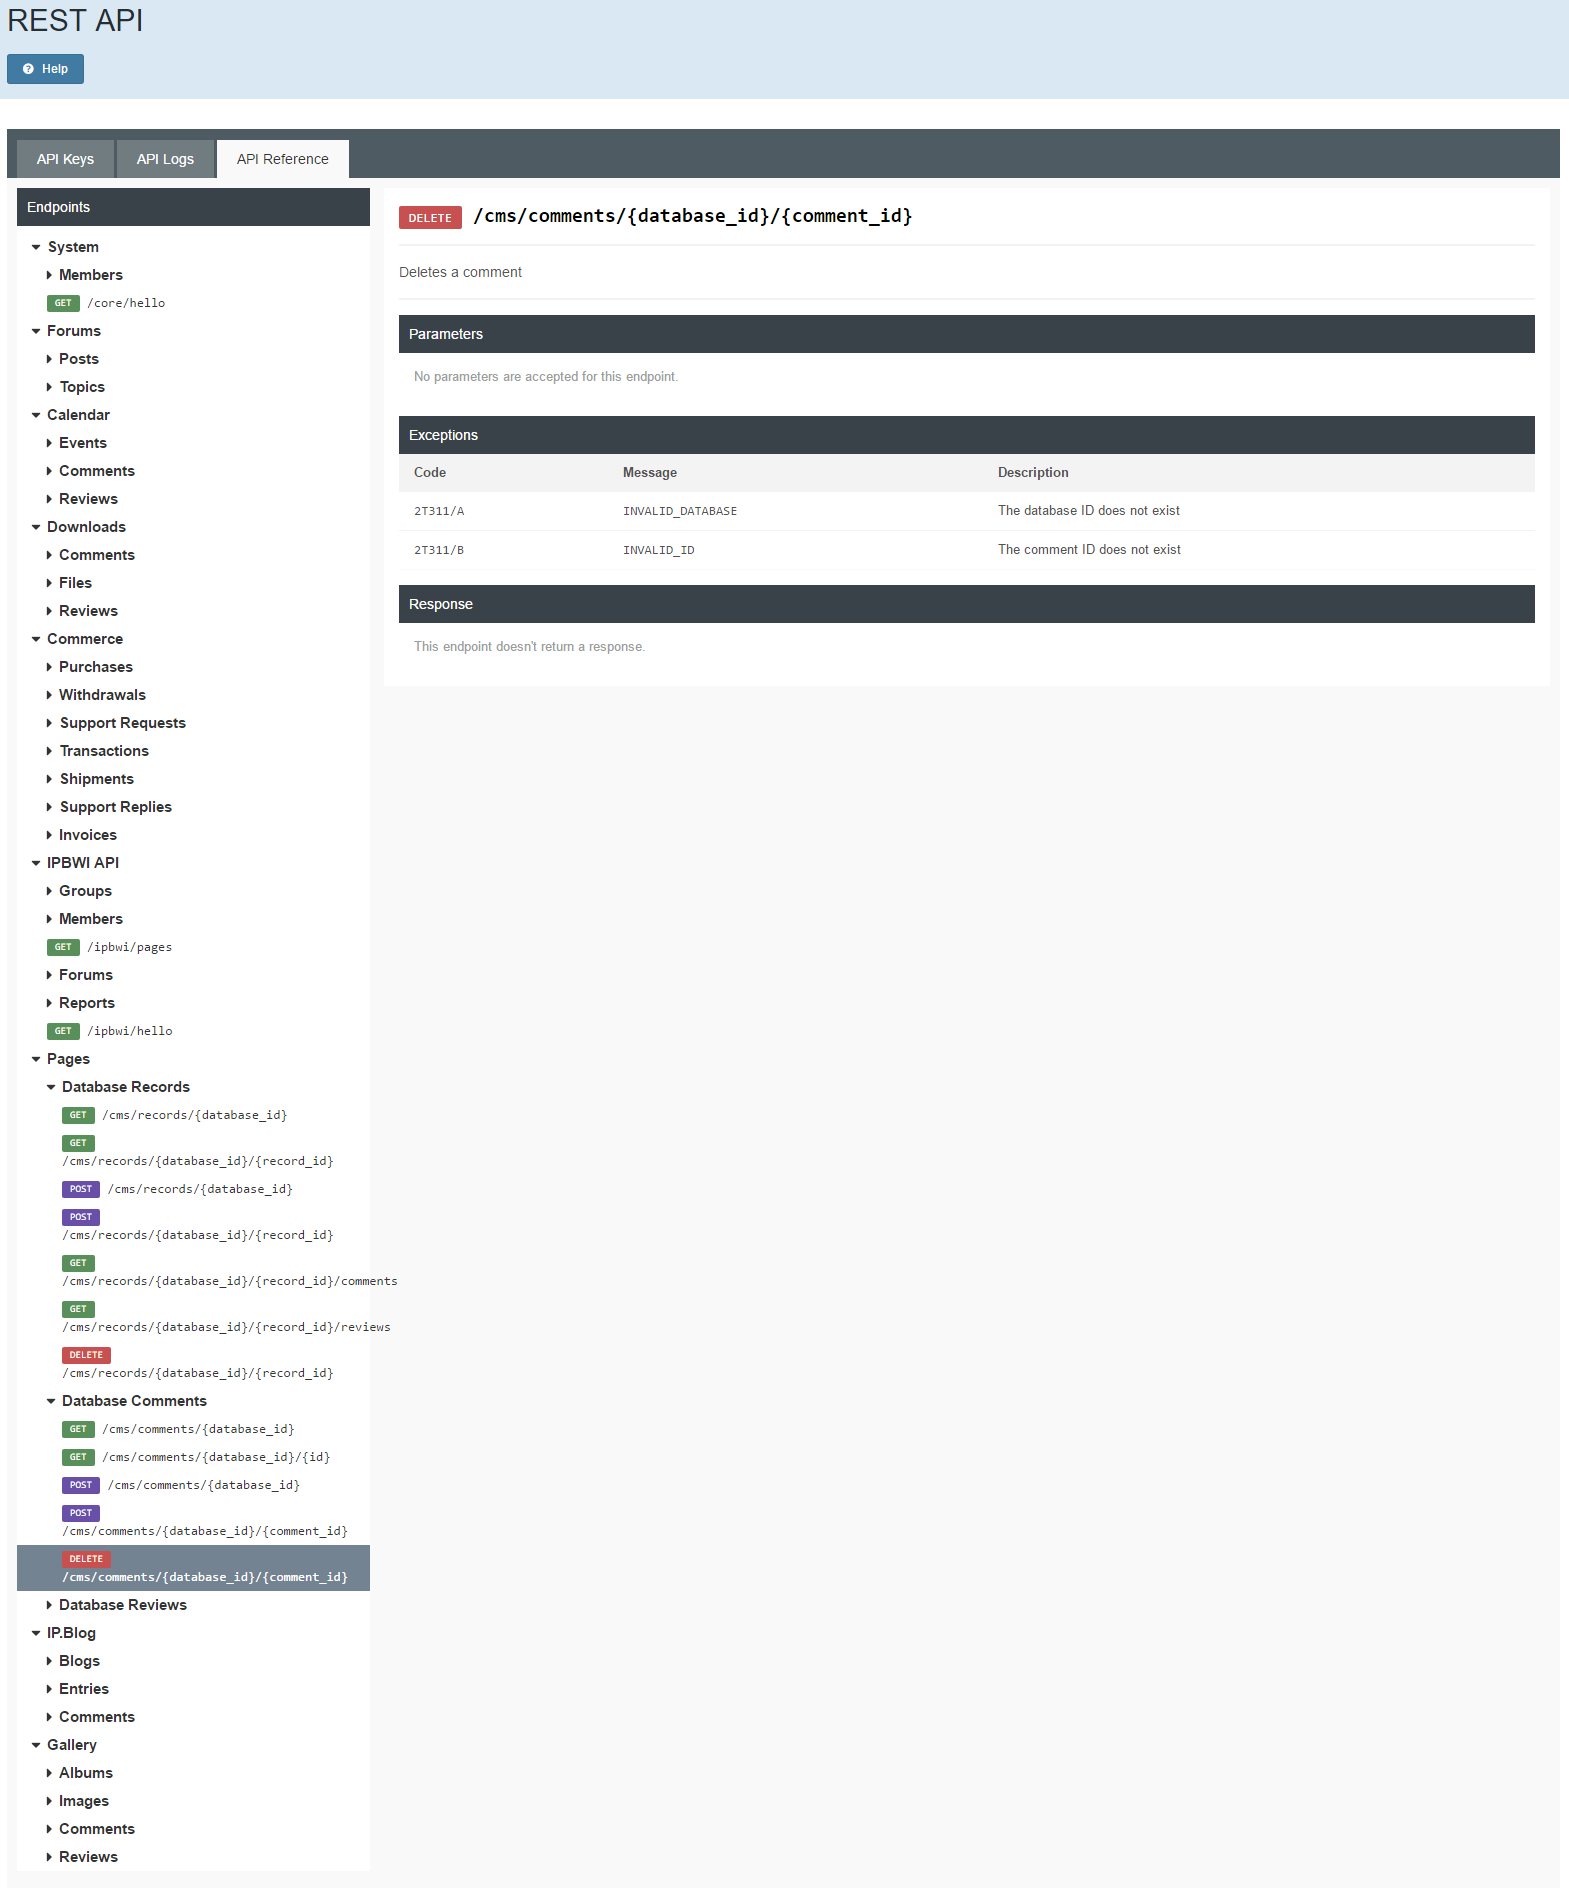 REST API
Help
API Keys
API Logs
API Reference
Endpoints
System
Members
GET /core/hello
Forums
Posts
Topics
Calendar
Events
Comments
Reviews
Downloads
Comments
Files
Reviews
Commerce
Purchases
Withdrawals
Support Requests
Transactions
Shipments
Support Replies
Invoices
IPBWI API
Groups
Members
GET /ipbwi/pages
Forums
Reports
GET /ipbwi/hello
Pages
Database Records
GET /cms/records/{database_id}
GET
/cms/records/{database_id}/{record_id}
POST /cms/records/{database_id}
POST
/cms/records/{database_id}/{record_id}
GET
/cms/records/{database_id}/{record_id}/comments
GET
/cms/records/{database_id}/{record_id}/reviews
DELETE
/cms/records/{database_id}/{record_id}
Database Comments
GET /cms/comments/{database_id}
GET /cms/comments/{database_id}/{id}
POST /cms/comments/{database_id}
POST
/cms/comments/{database_id}/{comment_id}
DELETE
/cms/comments/{database_id}/{comment_id}
Database Reviews
IP.Blog
Blogs
Entries
Comments
Gallery
Albums
Images
Comments
Reviews
DELETE /cms/comments/{database_id}/{comment_id}
Deletes a comment
Parameters
No parameters are accepted for this endpoint.
Exceptions
Code Message Description
2T311/A INVALID_DATABASE The database ID does not exist
2T311/B INVALID_ID The comment ID does not exist
Response
This endpoint doesn't return a response.